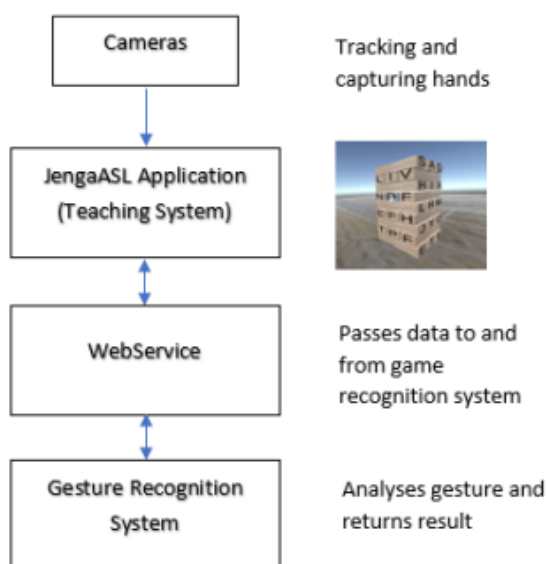 Cameras
Tracking and
capturing hands
JengaASL Application
(Teaching System)
WebService
Passes data to and
from game
recognition system
Gesture Recognition
System
Analyses gesture and
returns result